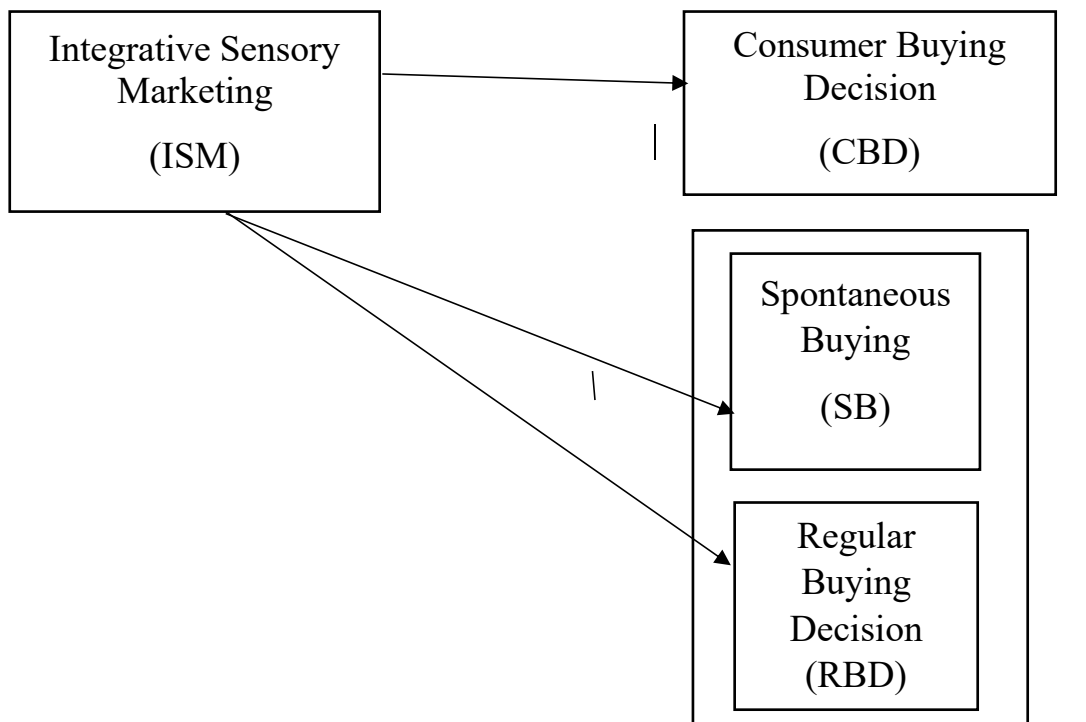 Integrative Sensory
Marketing
(ISM)
Consumer Buying
Decision
(CBD)
Spontaneous
Buying
(SB)
Regular
Buying
Decision
(RBD)